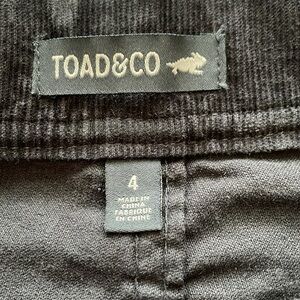 TOAD&CO
4
MADE IN
CHINA
FABRIQUÉ
EN CHINE